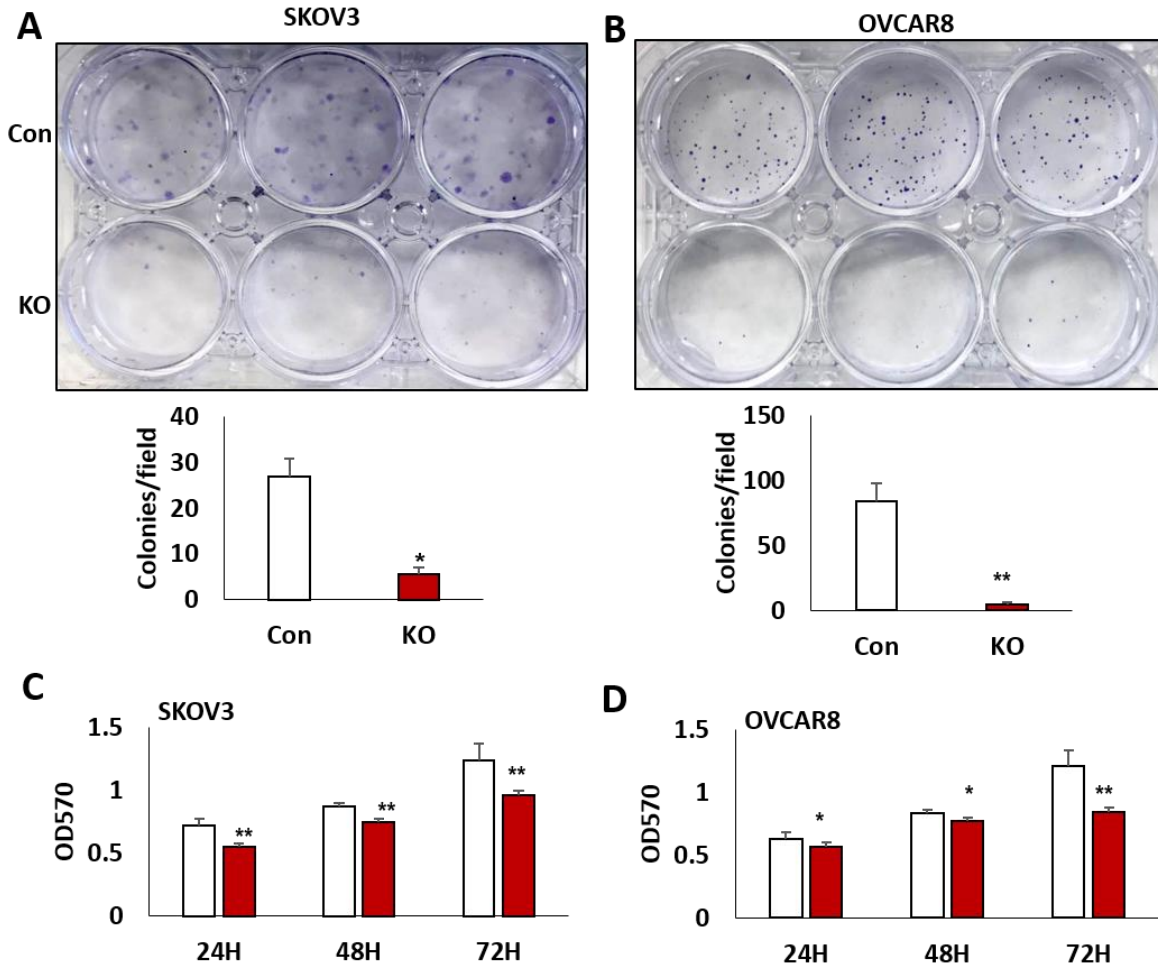 A
SKOV3
Con
KO
40
30
20
10
0
Colonies/field
*
Con
KO
B
OVCAR8
150
100
50
0
Colonies/field
**
Con
KO
C
SKOV3
1.5
1
0.5
0
OD570
**
**
**
24H
48H
72H
D
OVCAR8
1.5
1
0.5
0
OD570
*
*
**
24H
48H
72H